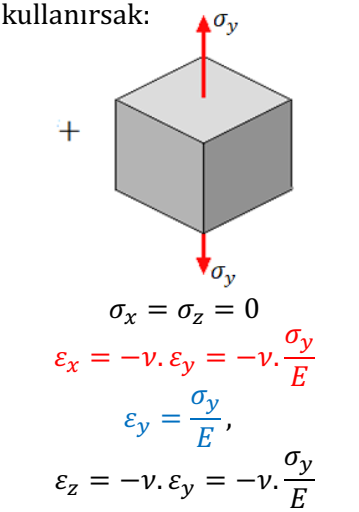 kullanırsak:
σ_y
+
σ_y
σ_x = σ_z = 0
ε_x = −ν. ε_y = −ν. σ_y/E
ε_y = σ_y/E ,
ε_z = −ν. ε_y = −ν. σ_y/E